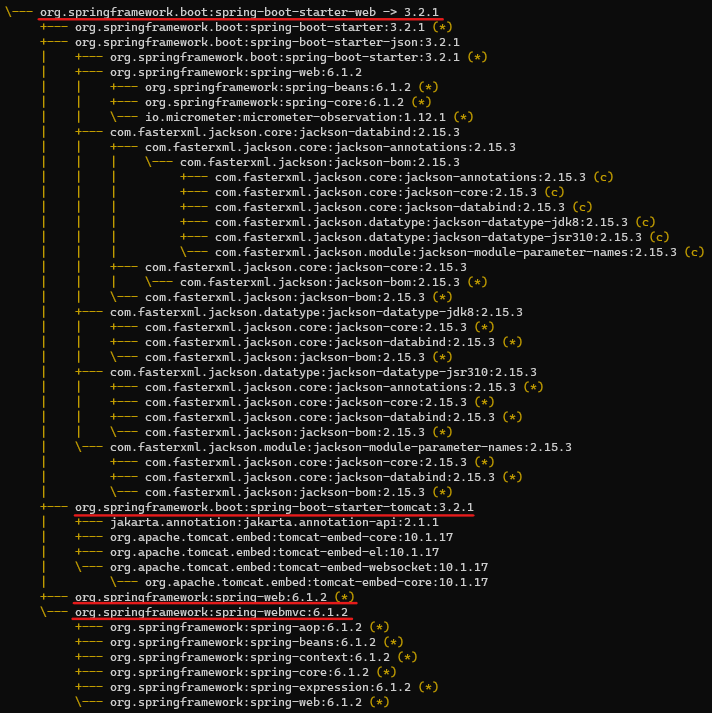 \--- org.springframework.boot:spring-boot-starter-web -> 3.2.1
     +--- org.springframework.boot:spring-boot-starter:3.2.1 (*)
     +--- org.springframework.boot:spring-boot-starter-json:3.2.1
     |    +--- org.springframework.boot:spring-boot-starter:3.2.1 (*)
     |    +--- org.springframework:spring-web:6.1.2
     |    |    +--- org.springframework:spring-beans:6.1.2 (*)
     |    |    +--- org.springframework:spring-core:6.1.2 (*)
     |    |    \--- io.micrometer:micrometer-observation:1.12.1 (*)
     |    +--- com.fasterxml.jackson.core:jackson-databind:2.15.3
     |    |    +--- com.fasterxml.jackson.core:jackson-annotations:2.15.3
     |    |    |    \--- com.fasterxml.jackson:jackson-bom:2.15.3
     |    |    |         +--- com.fasterxml.jackson.core:jackson-annotations:2.15.3 (c)
     |    |    |         +--- com.fasterxml.jackson.core:jackson-core:2.15.3 (c)
     |    |    |         +--- com.fasterxml.jackson.core:jackson-databind:2.15.3 (c)
     |    |    |         +--- com.fasterxml.jackson.datatype:jackson-datatype-jdk8:2.15.3 (c)
     |    |    |         +--- com.fasterxml.jackson.datatype:jackson-datatype-jsr310:2.15.3 (c)
     |    |    |         \--- com.fasterxml.jackson.module:jackson-module-parameter-names:2.15.3 (c)
     |    |    +--- com.fasterxml.jackson.core:jackson-core:2.15.3
     |    |    |    \--- com.fasterxml.jackson:jackson-bom:2.15.3 (*)
     |    |    \--- com.fasterxml.jackson:jackson-bom:2.15.3 (*)
     |    +--- com.fasterxml.jackson.datatype:jackson-datatype-jdk8:2.15.3
     |    |    +--- com.fasterxml.jackson.core:jackson-core:2.15.3 (*)
     |    |    +--- com.fasterxml.jackson.core:jackson-databind:2.15.3 (*)
     |    |    \--- com.fasterxml.jackson:jackson-bom:2.15.3 (*)
     |    +--- com.fasterxml.jackson.datatype:jackson-datatype-jsr310:2.15.3
     |    |    +--- com.fasterxml.jackson.core:jackson-annotations:2.15.3 (*)
     |    |    +--- com.fasterxml.jackson.core:jackson-core:2.15.3 (*)
     |    |    +--- com.fasterxml.jackson.core:jackson-databind:2.15.3 (*)
     |    |    \--- com.fasterxml.jackson:jackson-bom:2.15.3 (*)
     |    \--- com.fasterxml.jackson.module:jackson-module-parameter-names:2.15.3
     |         +--- com.fasterxml.jackson.core:jackson-core:2.15.3 (*)
     |         +--- com.fasterxml.jackson.core:jackson-databind:2.15.3 (*)
     |         \--- com.fasterxml.jackson:jackson-bom:2.15.3 (*)
     +--- org.springframework.boot:spring-boot-starter-tomcat:3.2.1
     |    +--- jakarta.annotation:jakarta.annotation-api:2.1.1
     |    +--- org.apache.tomcat.embed:tomcat-embed-core:10.1.17
     |    +--- org.apache.tomcat.embed:tomcat-embed-el:10.1.17
     |    \--- org.apache.tomcat.embed:tomcat-embed-websocket:10.1.17
     |         \--- org.apache.tomcat.embed:tomcat-embed-core:10.1.17
     +--- org.springframework:spring-web:6.1.2 (*)
     \--- org.springframework:spring-webmvc:6.1.2
          +--- org.springframework:spring-aop:6.1.2 (*)
          +--- org.springframework:spring-beans:6.1.2 (*)
          +--- org.springframework:spring-context:6.1.2 (*)
          +--- org.springframework:spring-core:6.1.2 (*)
          +--- org.springframework:spring-expression:6.1.2 (*)
          \--- org.springframework:spring-web:6.1.2 (*)